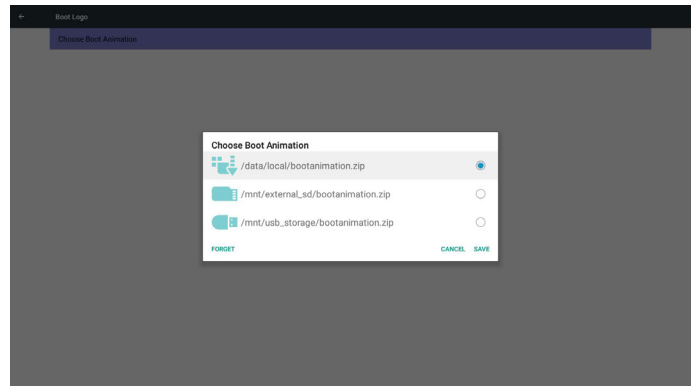 Boot Logo
Choose Boot Animation
Choose Boot Animation
/data/local/bootanimation.zip
/mnt/external_sd/bootanimation.zip
/mnt/usb_storage/bootanimation.zip
FORGET CANCEL SAVE